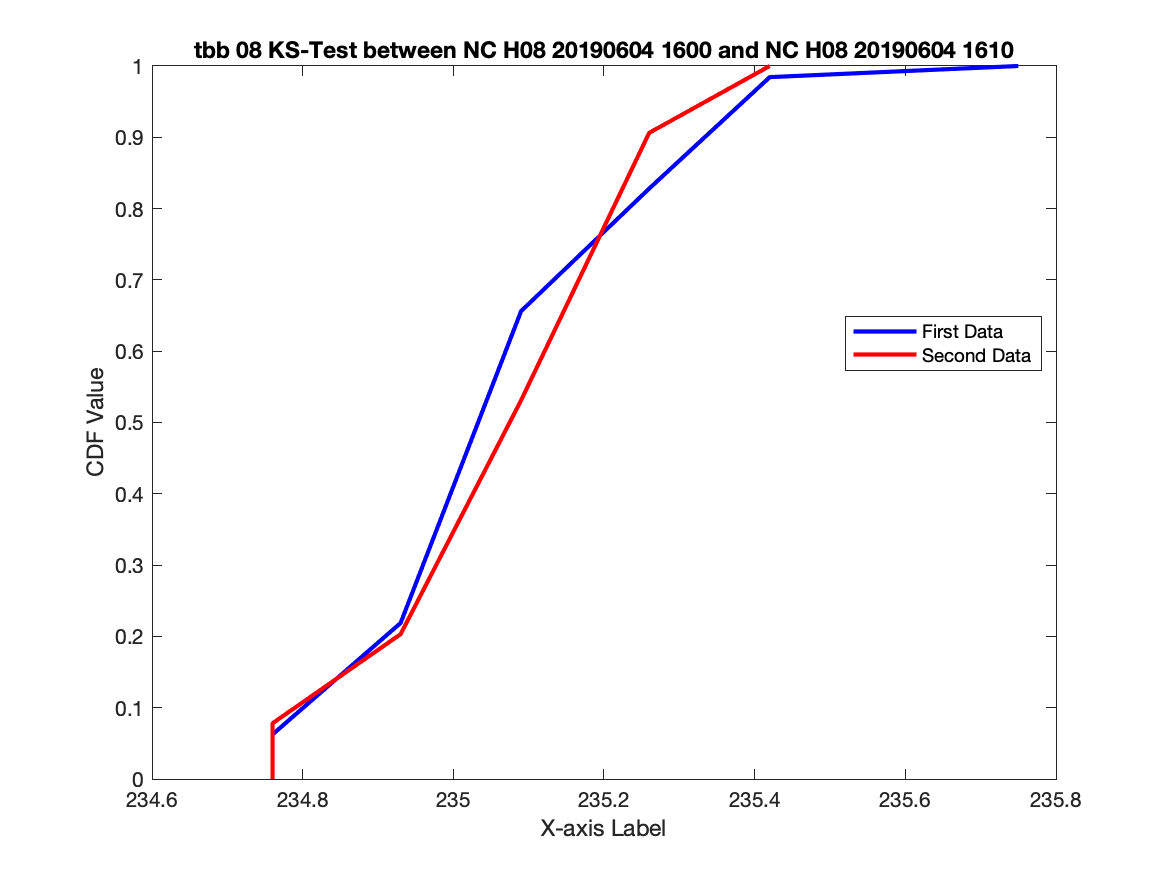 tbb 08 KS-Test between NC H08 20190604 1600 and NC H08 20190604 1610
1
0.9
0.8
0.7
0.6
0.5
0.4
0.3
0.2
0.1
0
CDF Value
First Data
Second Data
234.6 234.8 235 235.2 235.4 235.6 235.8
X-axis Label